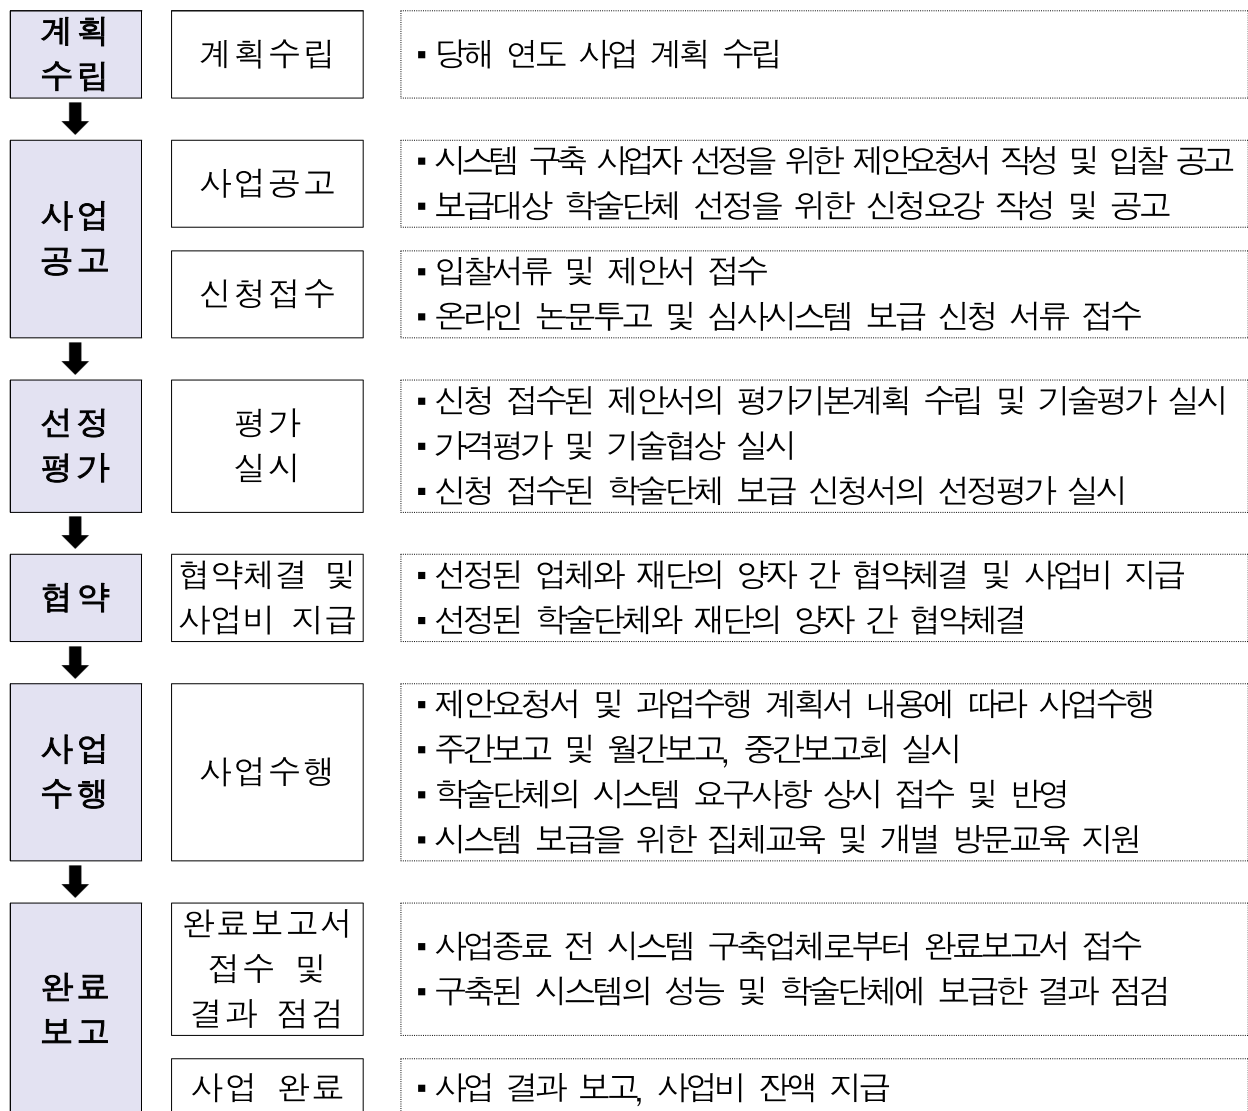 계획
수립
계획수립
▪ 당해 연도 사업 계획 수립
사업
공고
사업공고
▪ 시스템 구축 사업자 선정을 위한 제안요청서 작성 및 입찰 공고
▪ 보급대상 학술단체 선정을 위한 신청요강 작성 및 공고
신청접수
▪ 입찰서류 및 제안서 접수
▪ 온라인 논문투고 및 심사시스템 보급 신청 서류 접수
선정
평가
평가
실시
▪ 신청 접수된 제안서의 평가기본계획 수립 및 기술평가 실시
▪ 가격평가 및 기술협상 실시
▪ 신청 접수된 학술단체 보급 신청서의 선정평가 실시
협약
협약체결 및
사업비 지급
▪ 선정된 업체와 재단의 양자 간 협약체결 및 사업비 지급
▪ 선정된 학술단체와 재단의 양자 간 협약체결
사업
수행
사업수행
▪ 제안요청서 및 과업수행 계획서 내용에 따라 사업수행
▪ 주간보고 및 월간보고, 중간보고회 실시
▪ 학술단체의 시스템 요구사항 상시 접수 및 반영
▪ 시스템 보급을 위한 집체교육 및 개별 방문교육 지원
완료
보고
완료보고서
접수 및
결과 점검
▪ 사업종료 전 시스템 구축업체로부터 완료보고서 접수
▪ 구축된 시스템의 성능 및 학술단체에 보급한 결과 점검
사업 완료
▪ 사업 결과 보고, 사업비 잔액 지급